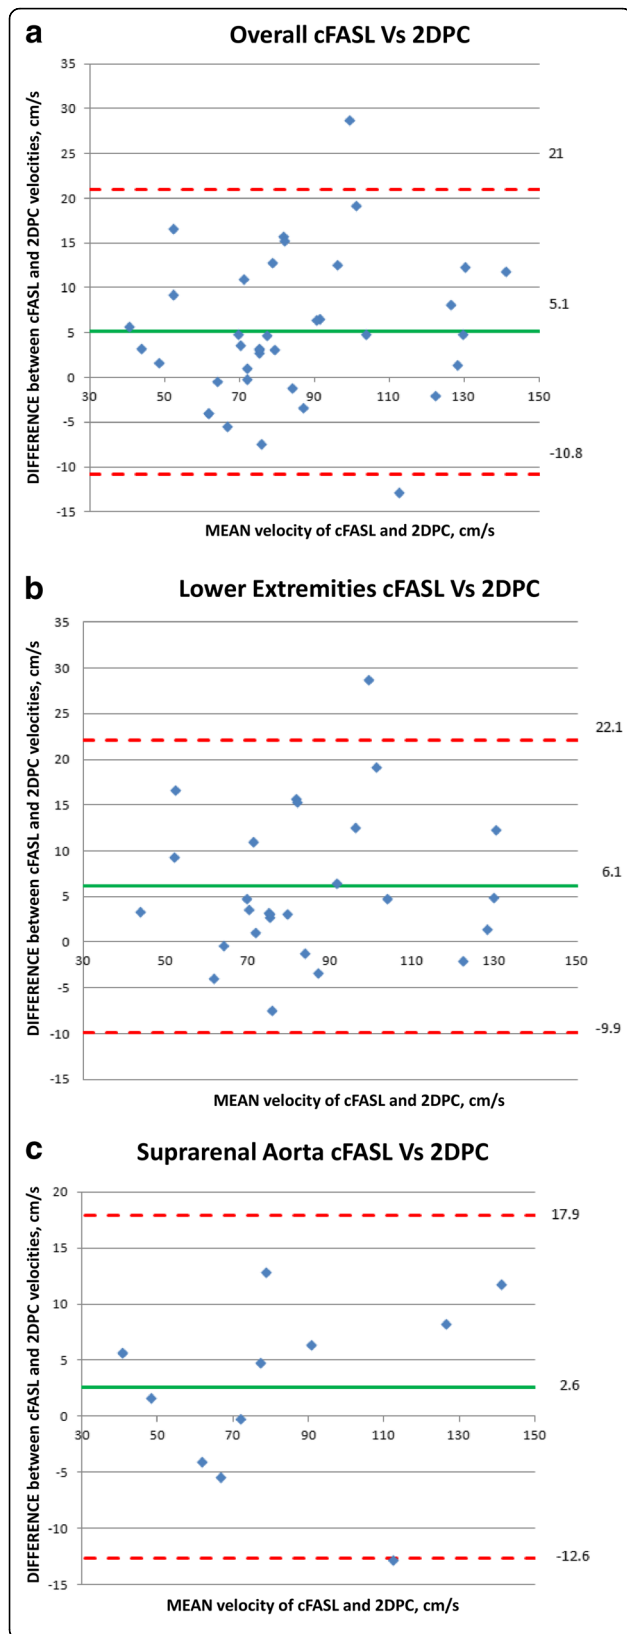 a
Overall cFASL Vs 2DPC
DIFFERENCE between cFASL and 2DPC velocities, cm/s
35
30
25
20
15
10
5
0
-5
-10
-15
30 50 70 90 110 130 150
21
5.1
-10.8
MEAN velocity of cFASL and 2DPC, cm/s
b
Lower Extremities cFASL Vs 2DPC
DIFFERENCE between cFASL and 2DPC velocities, cm/s
35
30
25
20
15
10
5
0
-5
-10
-15
30 50 70 90 110 130 150
22.1
6.1
-9.9
MEAN velocity of cFASL and 2DPC, cm/s
c
Suprarenal Aorta cFASL Vs 2DPC
DIFFERENCE between cFASL and 2DPC velocities, cm/s
20
15
10
5
0
-5
-10
-15
30 50 70 90 110 130 150
17.9
2.6
-12.6
MEAN velocity of cFASL and 2DPC, cm/s